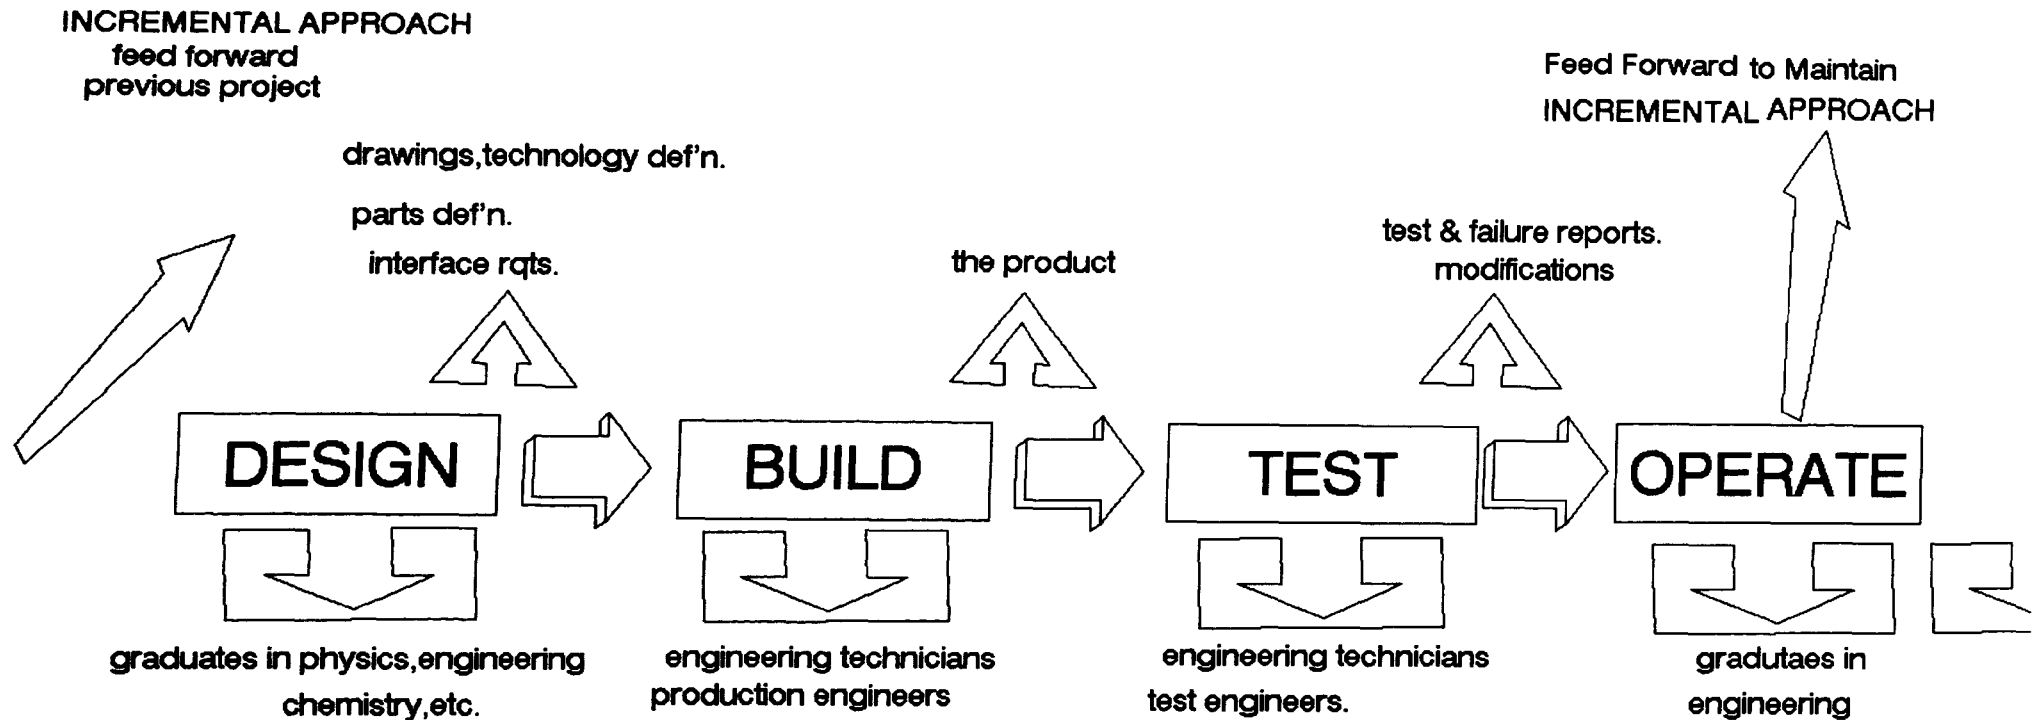 INCREMENTAL APPROACH
feed forward
previous project
Feed Forward to Maintain
INCREMENTAL APPROACH
drawings,technology def'n.
parts def'n.
interface rqts.
the product
test & failure reports.
modifications
DESIGN
BUILD
TEST
OPERATE
graduates in physics,engineering
chemistry,etc.
engineering technicians
production engineers
engineering technicians
test engineers.
gradutaes in
engineering